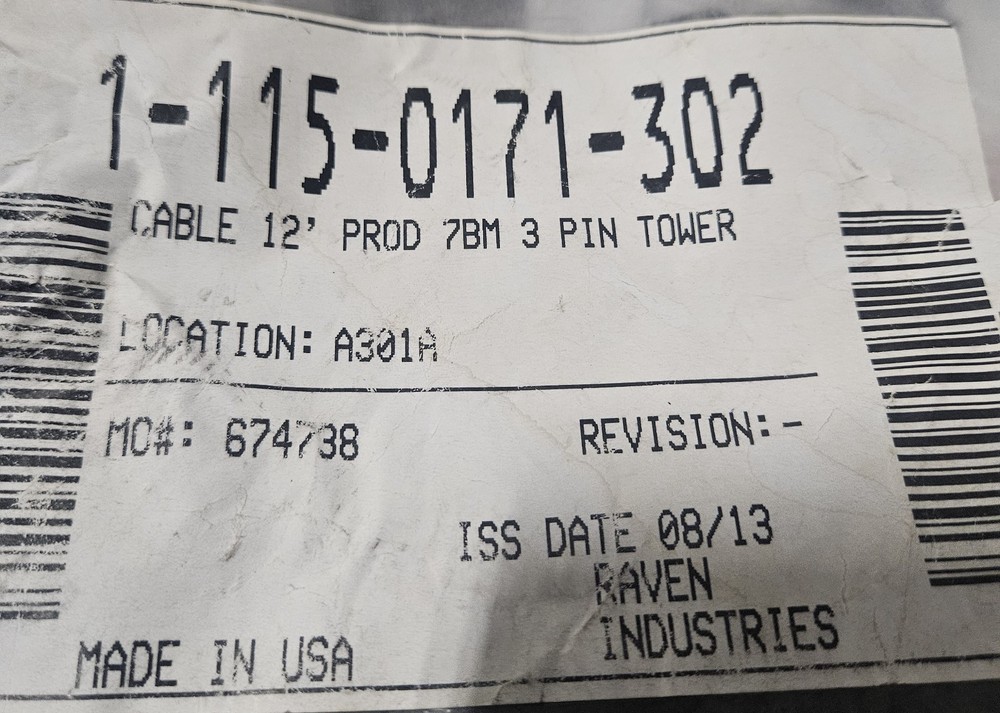 1-115-0171-302
CABLE 12' PROD 7BM 3 PIN TOWER
LOCATION: A301A
MO#: 674738
REVISION:-
ISS DATE 08/13
RAVEN
INDUSTRIES
MADE IN USA